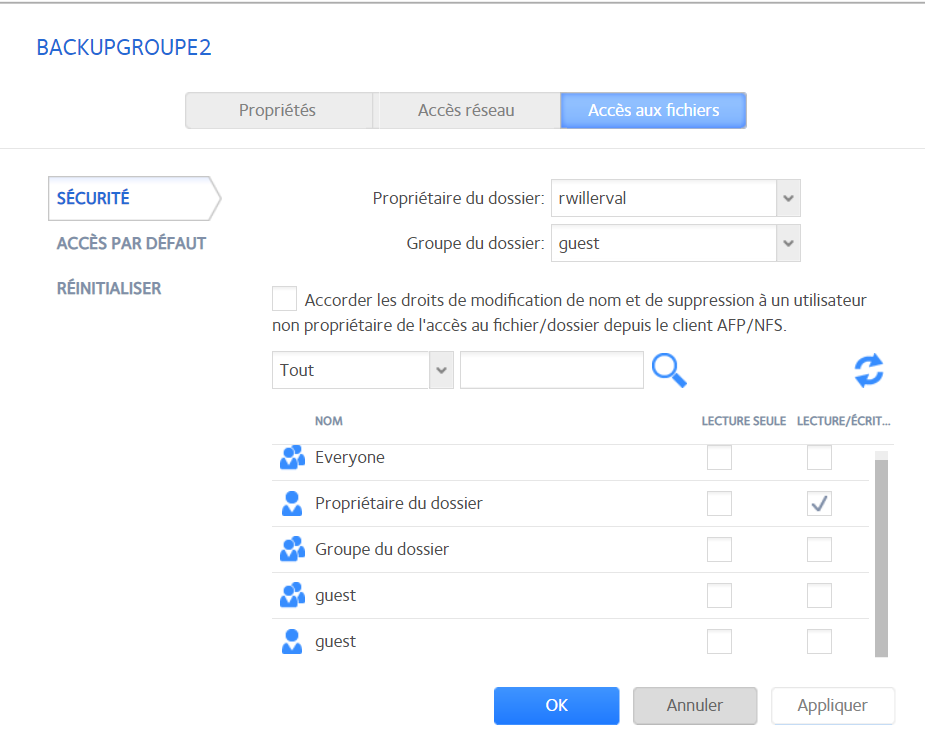 BACKUPGROUPE2
Propriétés Accès réseau Accès aux fichiers
SÉCURITÉ
ACCÈS PAR DÉFAUT
RÉINITIALISER
Propriétaire du dossier: rwillerval
Groupe du dossier: guest
Accorder les droits de modification de nom et de suppression à un utilisateur
non propriétaire de l'accès au fichier/dossier depuis le client AFP/NFS.
Tout
NOM LECTURE SEULE LECTURE/ÉCRIT...
Everyone
Propriétaire du dossier
Groupe du dossier
guest
guest
OK Annuler Appliquer